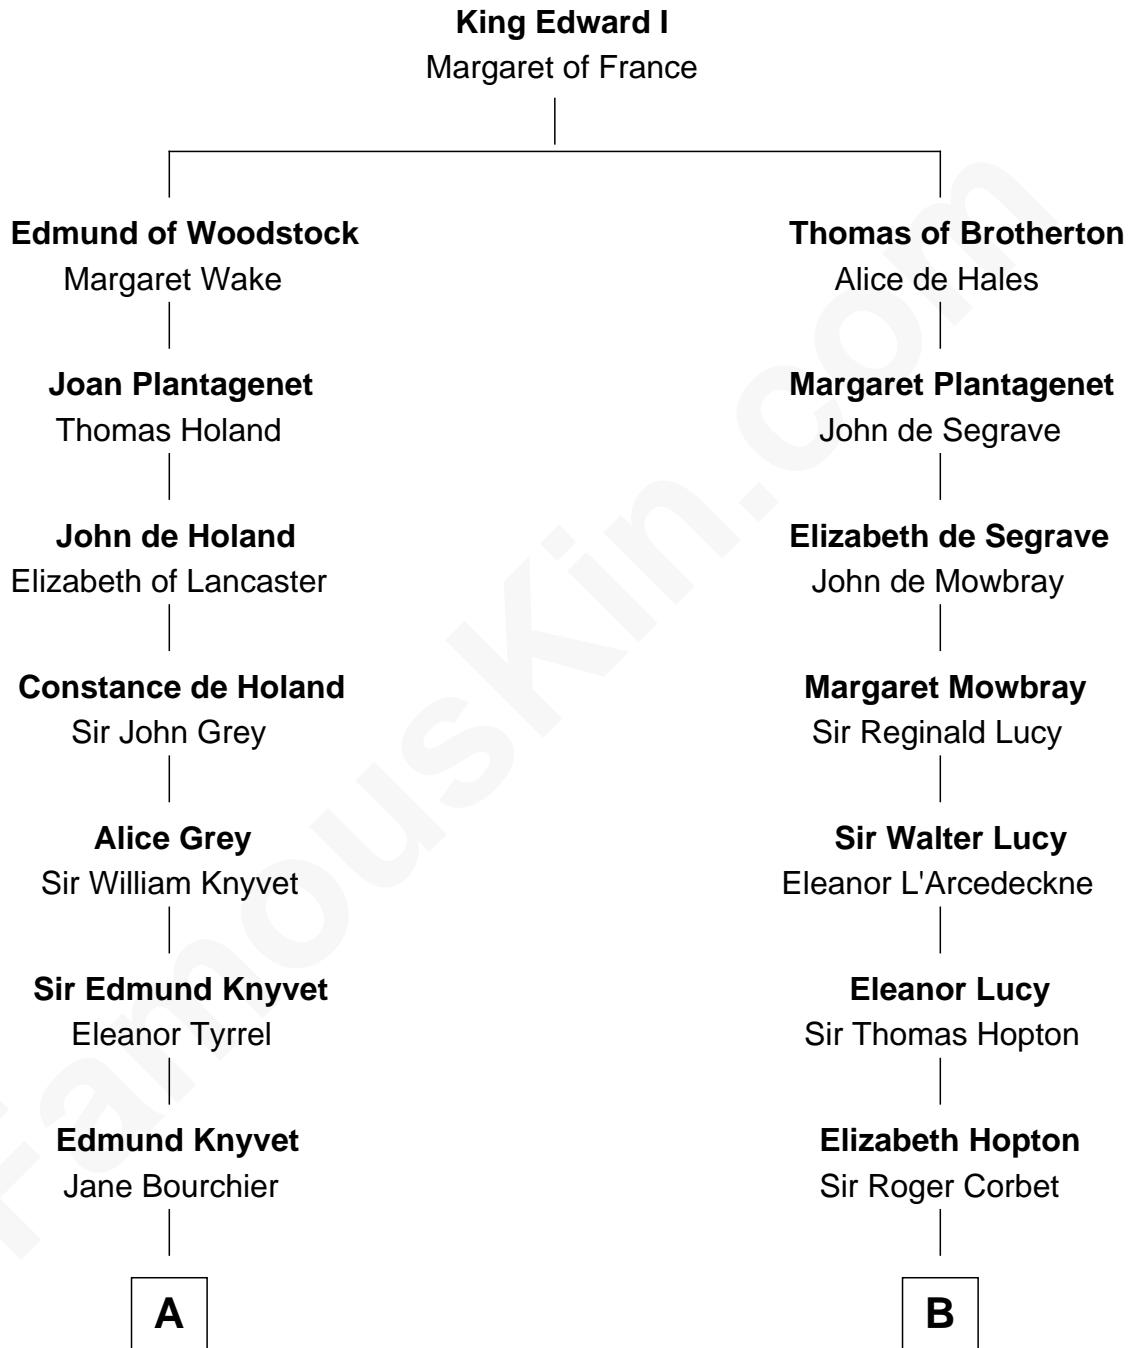 King Edward I
Margaret of France
Edmund of Woodstock
Margaret Wake
Thomas of Brotherton
Alice de Hales
Joan Plantagenet
Thomas Holand
Margaret Plantagenet
John de Segrave
John de Holand
Elizabeth of Lancaster
Elizabeth de Segrave
John de Mowbray
Constance de Holand
Sir John Grey
Margaret Mowbray
Sir Reginald Lucy
Alice Grey
Sir William Knyvet
Sir Walter Lucy
Eleanor L'Arcedeckne
Sir Edmund Knyvet
Eleanor Tyrrel
Eleanor Lucy
Sir Thomas Hopton
Edmund Knyvet
Jane Bourchier
Elizabeth Hopton
Sir Roger Corbet
A
B
FamousKin.com